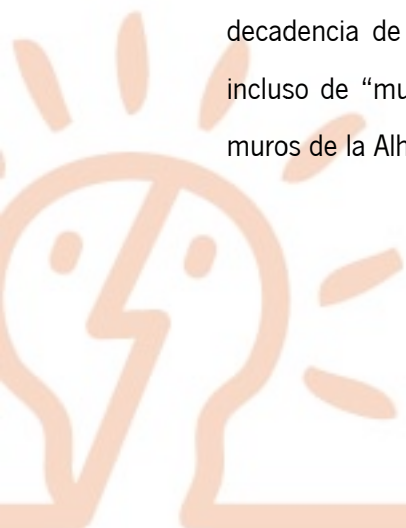 decadencia de
incluso de “mu
muros de la Alh